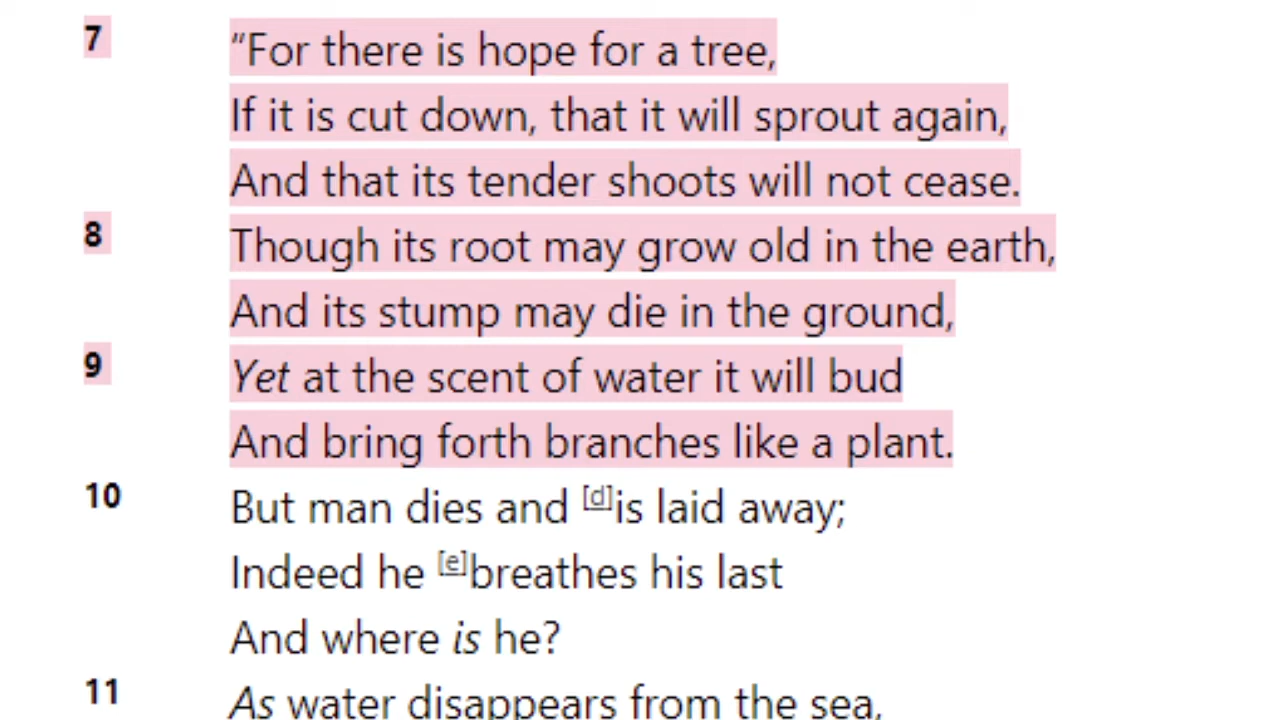 7 “For there is hope for a tree,
If it is cut down, that it will sprout again,
And that its tender shoots will not cease.
8 Though its root may grow old in the earth,
And its stump may die in the ground,
9 Yet at the scent of water it will bud
And bring forth branches like a plant.
10 But man dies and [d]is laid away;
Indeed he [e]breathes his last
And where is he?
11 As water disappears from the sea,